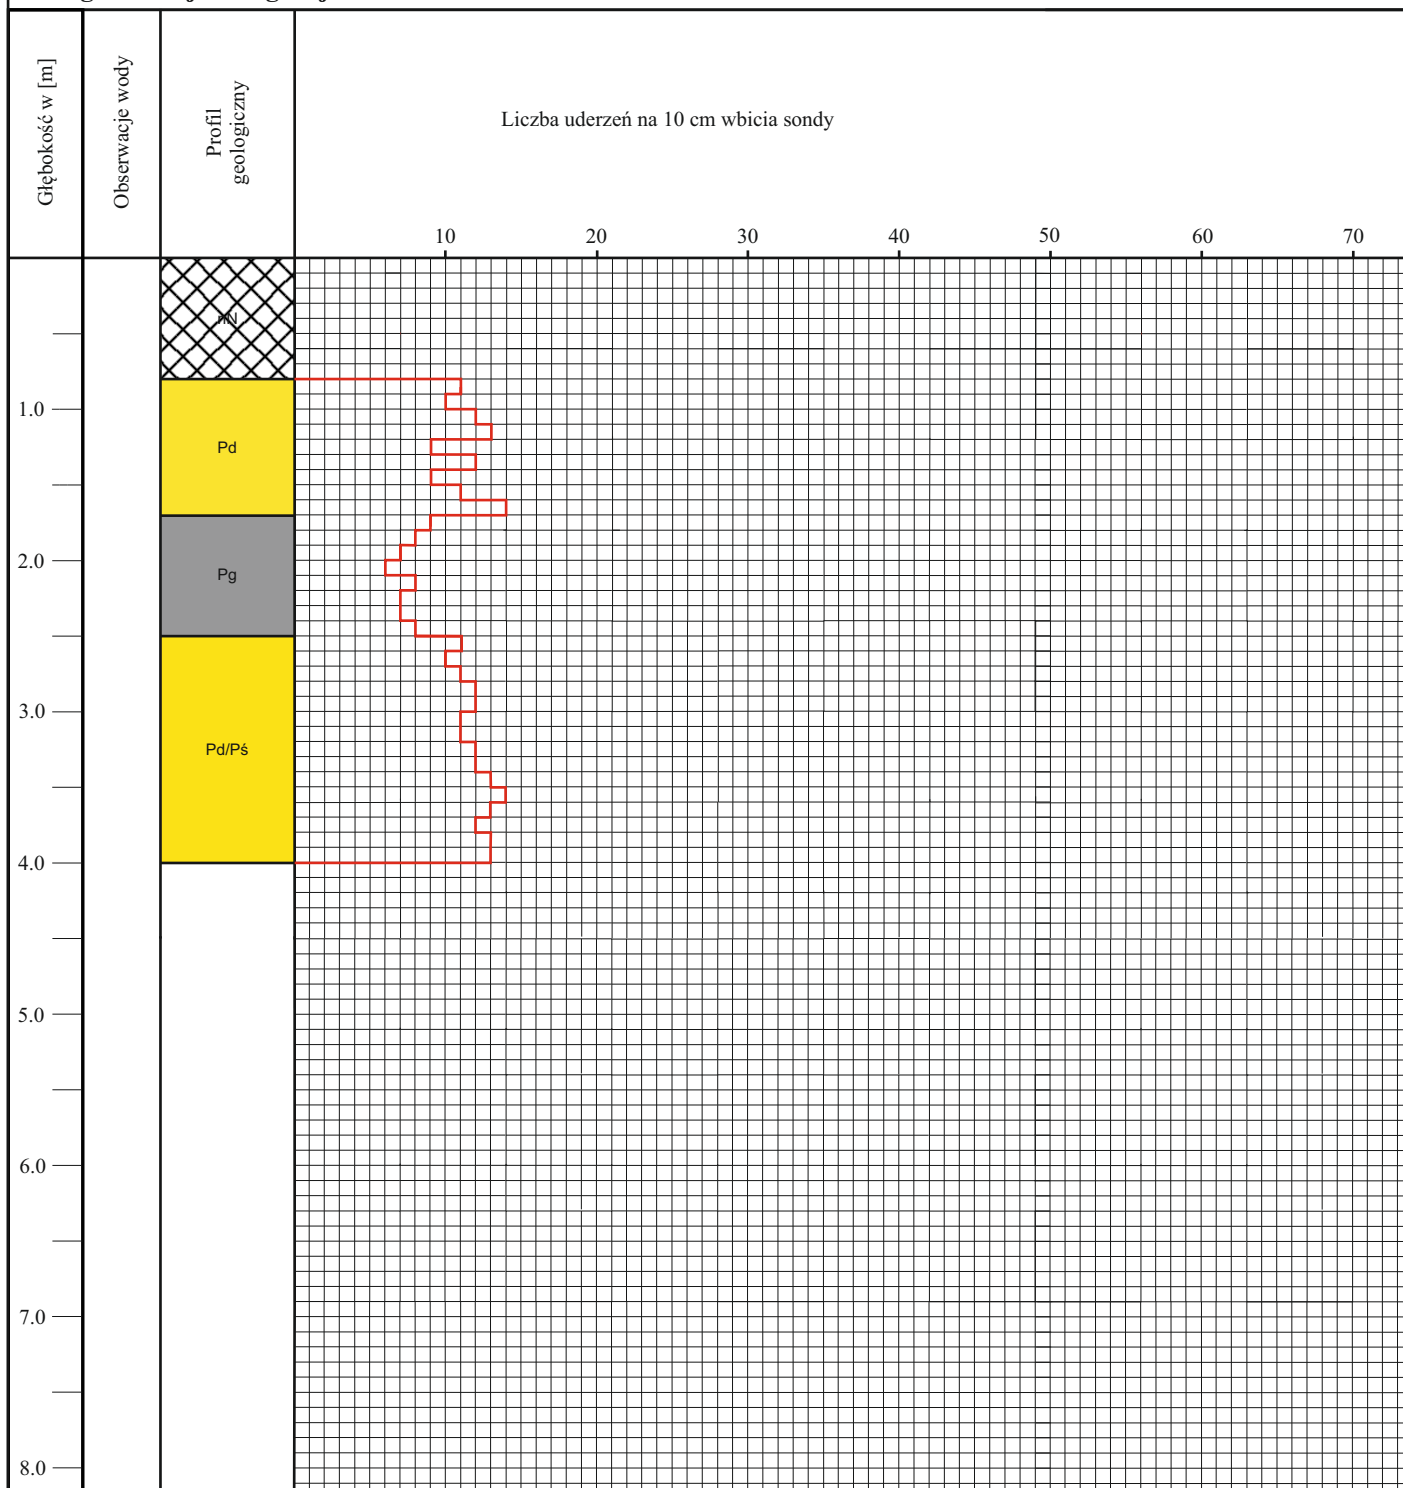 Głębokość w [m]
Obserwacje wody
Profil
geologiczny
Liczba uderzeń na 10 cm wbicia sondy
10 20 30 40 50 60 70
nN
1.0
Pd
2.0
Pg
3.0
Pd/Pś
4.0
5.0
6.0
7.0
8.0